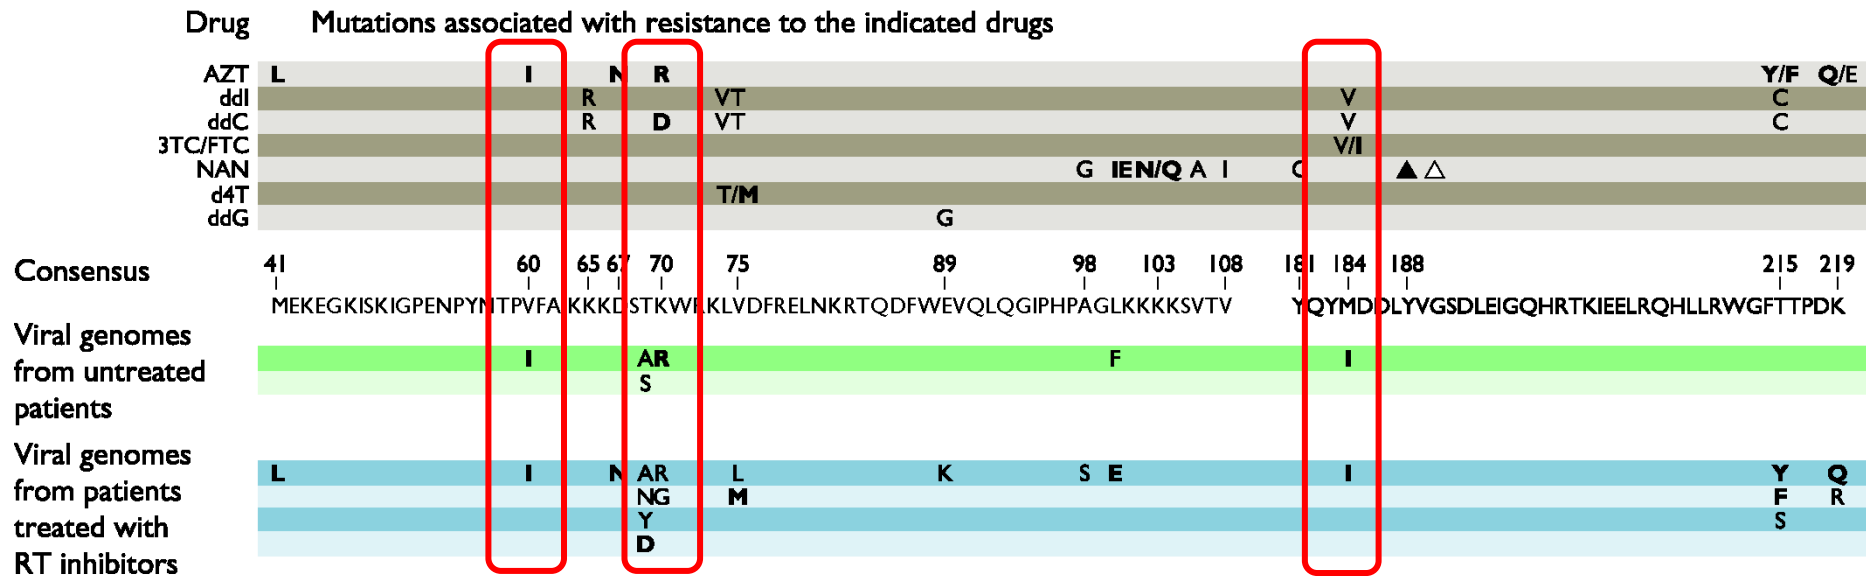 Drug Mutations associated with resistance to the indicated drugs
AZT L I N R Y/F Q/E
ddI R VT V C
ddC R D VT V C
3TC/FTC V/I
NAN G IEN/Q A I C
d4T T/M
ddG G
Consensus 41 60 65 67 70 75 89 98 103 108 181 184 188 215 219
MEKEGKISKIGPENPYNTPVFA KKKDSTKWRKLVDFRELNKRTQDFWEVQLQGIPHPAGLKKKKSVTV YQYMDDLYVGSDLEIGQHRTKIEELRQHLLRWGFTTPDK
Viral genomes
from untreated I AR F I
patients S
Viral genomes
from patients L I N AR L K S E I Y Q
treated with NG M F R
RT inhibitors Y S
D